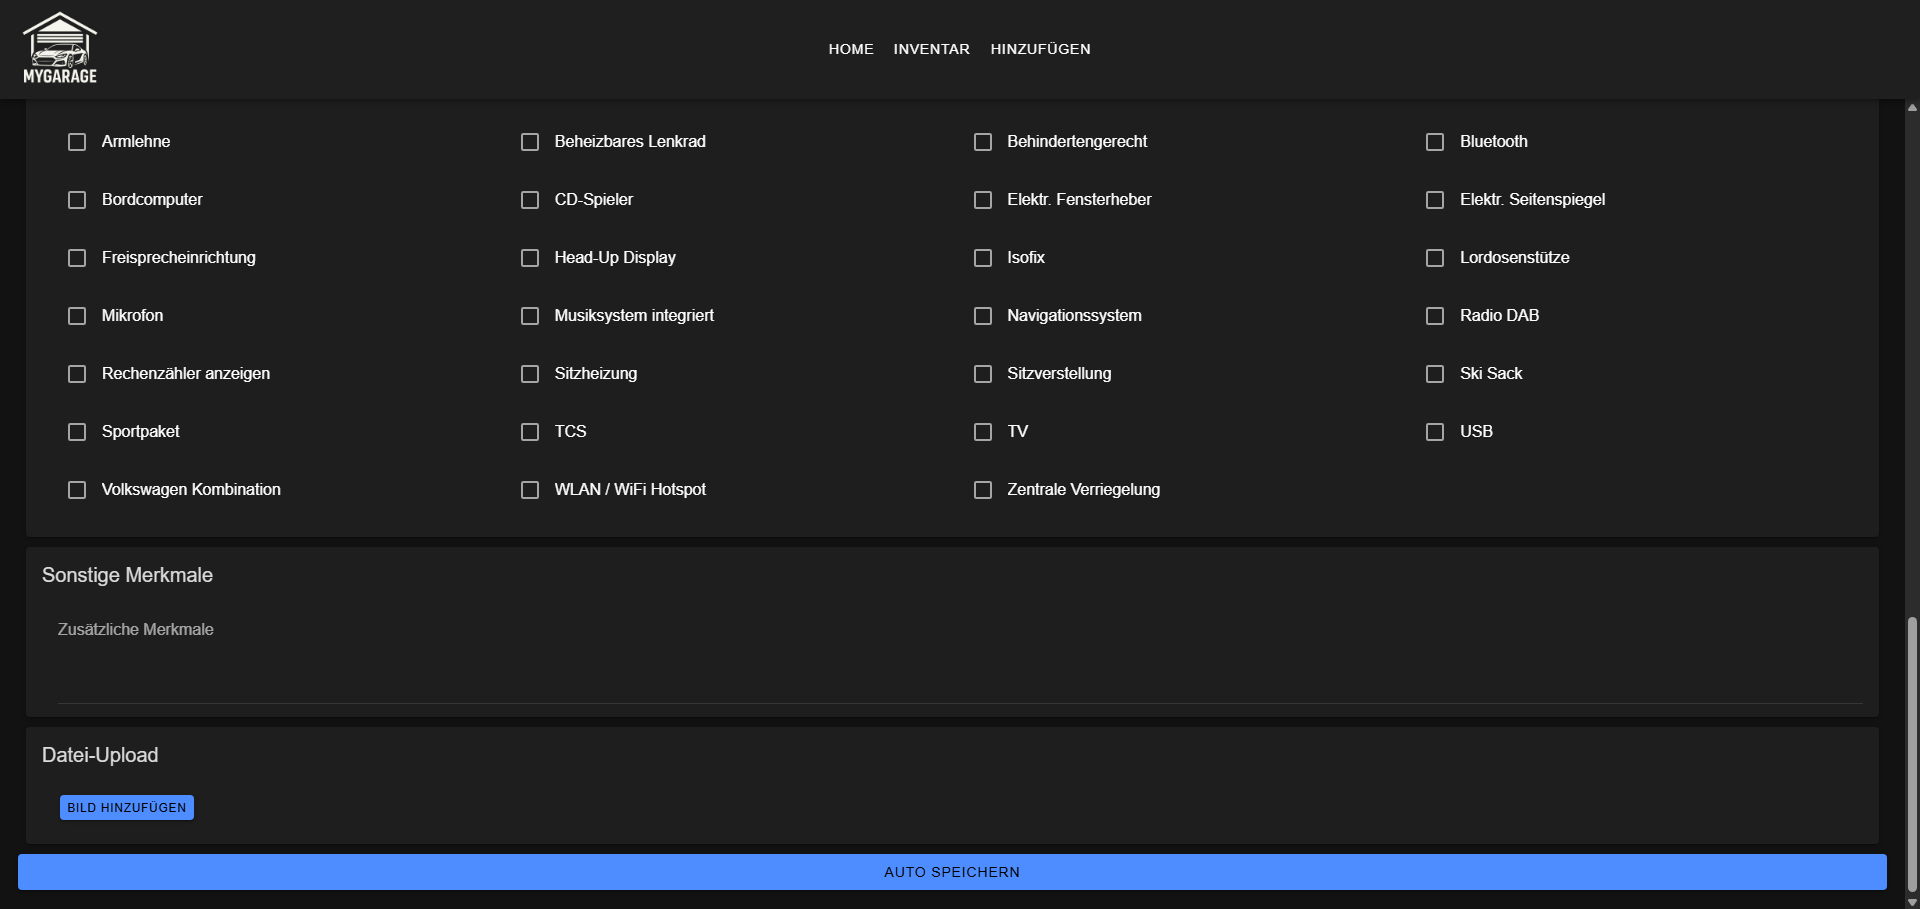 MYGARAGE
HOME INVENTAR HINZUFÜGEN
Armlehne Beheizbares Lenkrad Behindertengerecht Bluetooth
Bordcomputer CD-Spieler Elektr. Fensterheber Elektr. Seitenspiegel
Freisprecheinrichtung Head-Up Display Isofix Lordosenstütze
Mikrofon Musiksystem integriert Navigationssystem Radio DAB
Rechenzähler anzeigen Sitzheizung Sitzverstellung Ski Sack
Sportpaket TCS TV USB
Volkswagen Kombination WLAN / WiFi Hotspot Zentrale Verriegelung
Sonstige Merkmale
Zusätzliche Merkmale
Datei-Upload
BILD HINZUFÜGEN
AUTO SPEICHERN